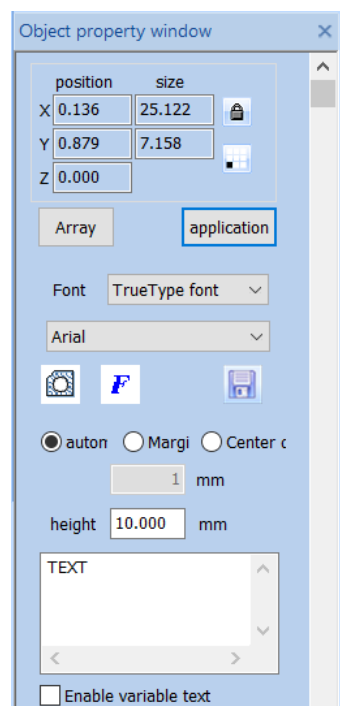 Object property window
position size
X 0.136 25.122
Y 0.879 7.158
Z 0.000
Array application
Font TrueType font
Arial
F
auton Margi Center c
1 mm
height 10.000 mm
TEXT
Enable variable text